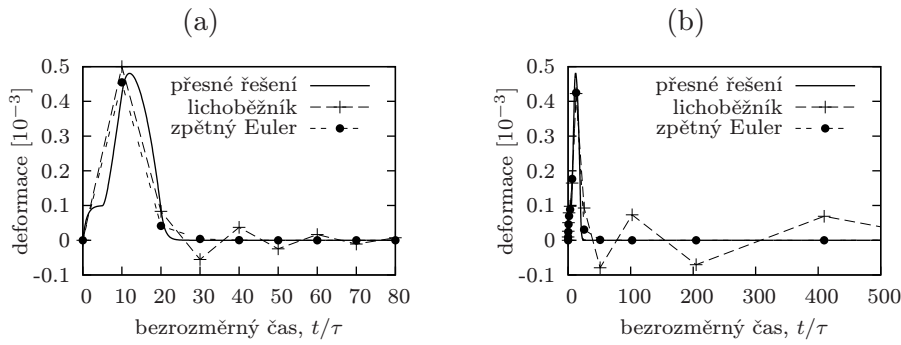 (a)
přesné řešení
lichoběžník
zpětný Euler
deformace [10⁻³]
0.5
0.4
0.3
0.2
0.1
0
-0.1
0 10 20 30 40 50 60 70 80
bezrozměrný čas, t/τ
(b)
přesné řešení
lichoběžník
zpětný Euler
deformace [10⁻³]
0.5
0.4
0.3
0.2
0.1
0
-0.1
0 100 200 300 400 500
bezrozměrný čas, t/τ